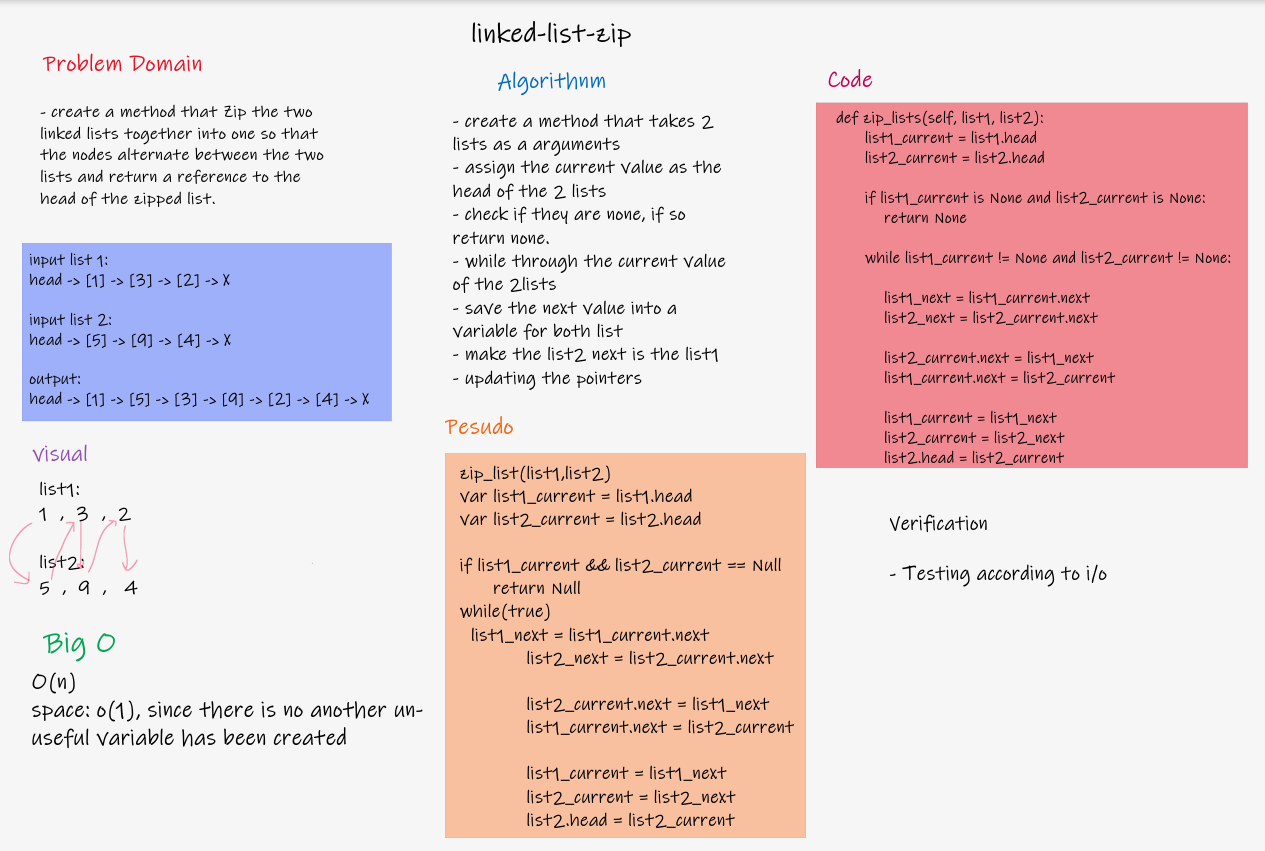 linked-list-zip
Problem Domain
- create a method that Zip the two
linked lists together into one so that
the nodes alternate between the two
lists and return a reference to the
head of the zipped list.
input list 1:
head -> [1] -> [3] -> [2] -> X
input list 2:
head -> [5] -> [9] -> [4] -> X
output:
head -> [1] -> [5] -> [3] -> [9] -> [2] -> [4] -> X
Visual
list1:
1 , 3 , 2
list2:
5 , 9 , 4
Big O
O(n)
space: o(1), since there is no another un-
useful variable has been created
Algorithnm
- create a method that takes 2
lists as a arguments
- assign the current value as the
head of the 2 lists
- check if they are none, if so
return none.
- while through the current value
of the 2lists
- save the next value into a
variable for both list
- make the list2 next is the list1
- updating the pointers
Pesudo
zip_list(list1,list2)
var list1_current = list1.head
var list2_current = list2.head
if list1_current && list2_current == Null
return Null
while(true)
list1_next = list1_current.next
list2_next = list2_current.next
list2_current.next = list1_next
list1_current.next = list2_current
list1_current = list1_next
list2_current = list2_next
list2.head = list2_current
Code
def zip_lists(self, list1, list2):
list1_current = list1.head
list2_current = list2.head
if list1_current is None and list2_current is None:
return None
while list1_current != None and list2_current != None:
list1_next = list1_current.next
list2_next = list2_current.next
list2_current.next = list1_next
list1_current.next = list2_current
list1_current = list1_next
list2_current = list2_next
list2.head = list2_current
Verification
- Testing according to i/o